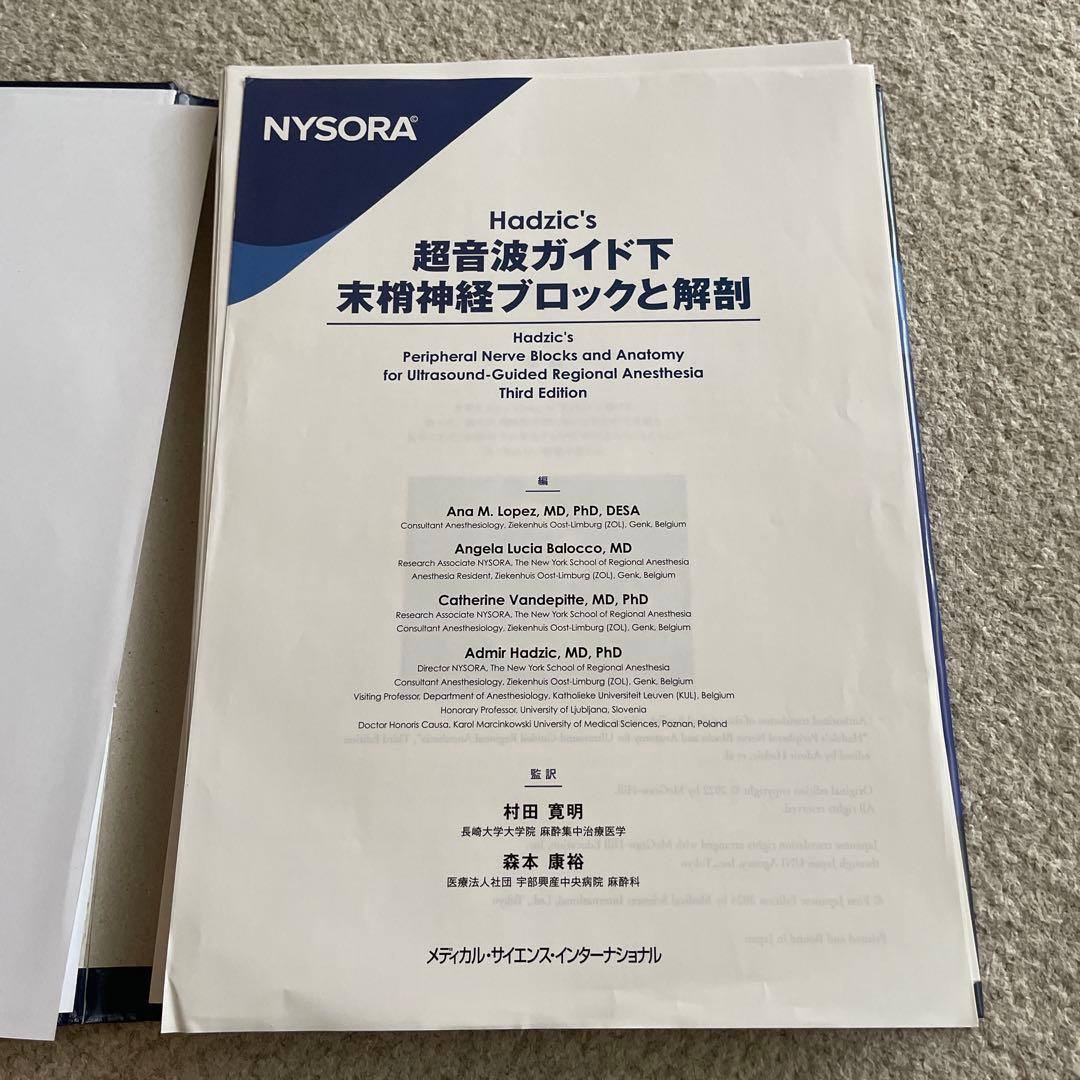 NYSORA©
Hadzic's
超音波ガイド下
末梢神経ブロックと解剖
Hadzic's
Peripheral Nerve Blocks and Anatomy
for Ultrasound-Guided Regional Anesthesia
Third Edition
編
Ana M. Lopez, MD, PhD, DESA
Consultant Anesthesiology, Ziekenhuis Oost-Limburg (ZOL), Genk, Belgium
Angela Lucia Balocco, MD
Research Associate NYSORA, The New York School of Regional Anesthesia
Anesthesia Resident, Ziekenhuis Oost-Limburg (ZOL), Genk, Belgium
Catherine Vandepitte, MD, PhD
Research Associate NYSORA, The New York School of Regional Anesthesia
Consultant Anesthesiology, Ziekenhuis Oost-Limburg (ZOL), Genk, Belgium
Admir Hadzic, MD, PhD
Director NYSORA, The New York School of Regional Anesthesia
Consultant Anesthesiology, Ziekenhuis Oost-Limburg (ZOL), Genk, Belgium
Visiting Professor, Department of Anesthesiology, Katholieke Universiteit Leuven (KUL), Belgium
Honorary Professor, University of Ljubljana, Slovenia
Doctor Honoris Causa, Karol Marcinkowski University of Medical Sciences, Poznan, Poland
監訳
村田 寛明
長崎大学大学院 麻酔集中治療医学
森本 康裕
医療法人社団 宇部興産中央病院 麻酔科
メディカル・サイエンス・インターナショナル